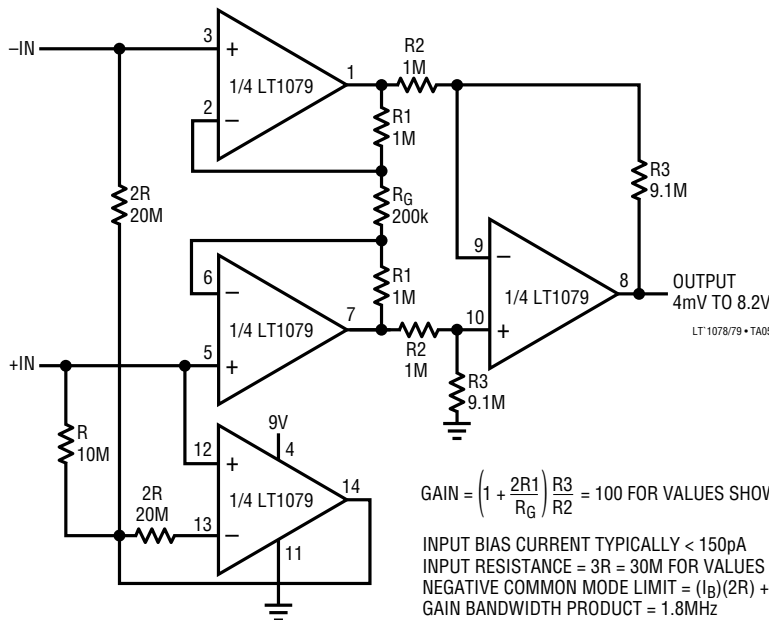 –IN
3
+
1/4 LT1079
2
–
1
R2
1M
R1
1M
2R
20M
RG
200k
R3
9.1M
6
–
1/4 LT1079
5
+
7
R1
1M
R2
1M
9
–
10
+
1/4 LT1079
8
OUTPUT
4mV TO 8.2V
LT1078/79 • TA05
R3
9.1M
+IN
R
10M
9V
4
12
+
1/4 LT1079
13
–
14
11
2R
20M
GAIN = (1 + 2R1/RG) R3/R2 = 100 FOR VALUES
INPUT BIAS CURRENT TYPICALLY < 150pA
INPUT RESISTANCE = 3R = 30M FOR VALUES
NEGATIVE COMMON MODE LIMIT = (IB)(2R) +
GAIN BANDWIDTH PRODUCT = 1.8MHz